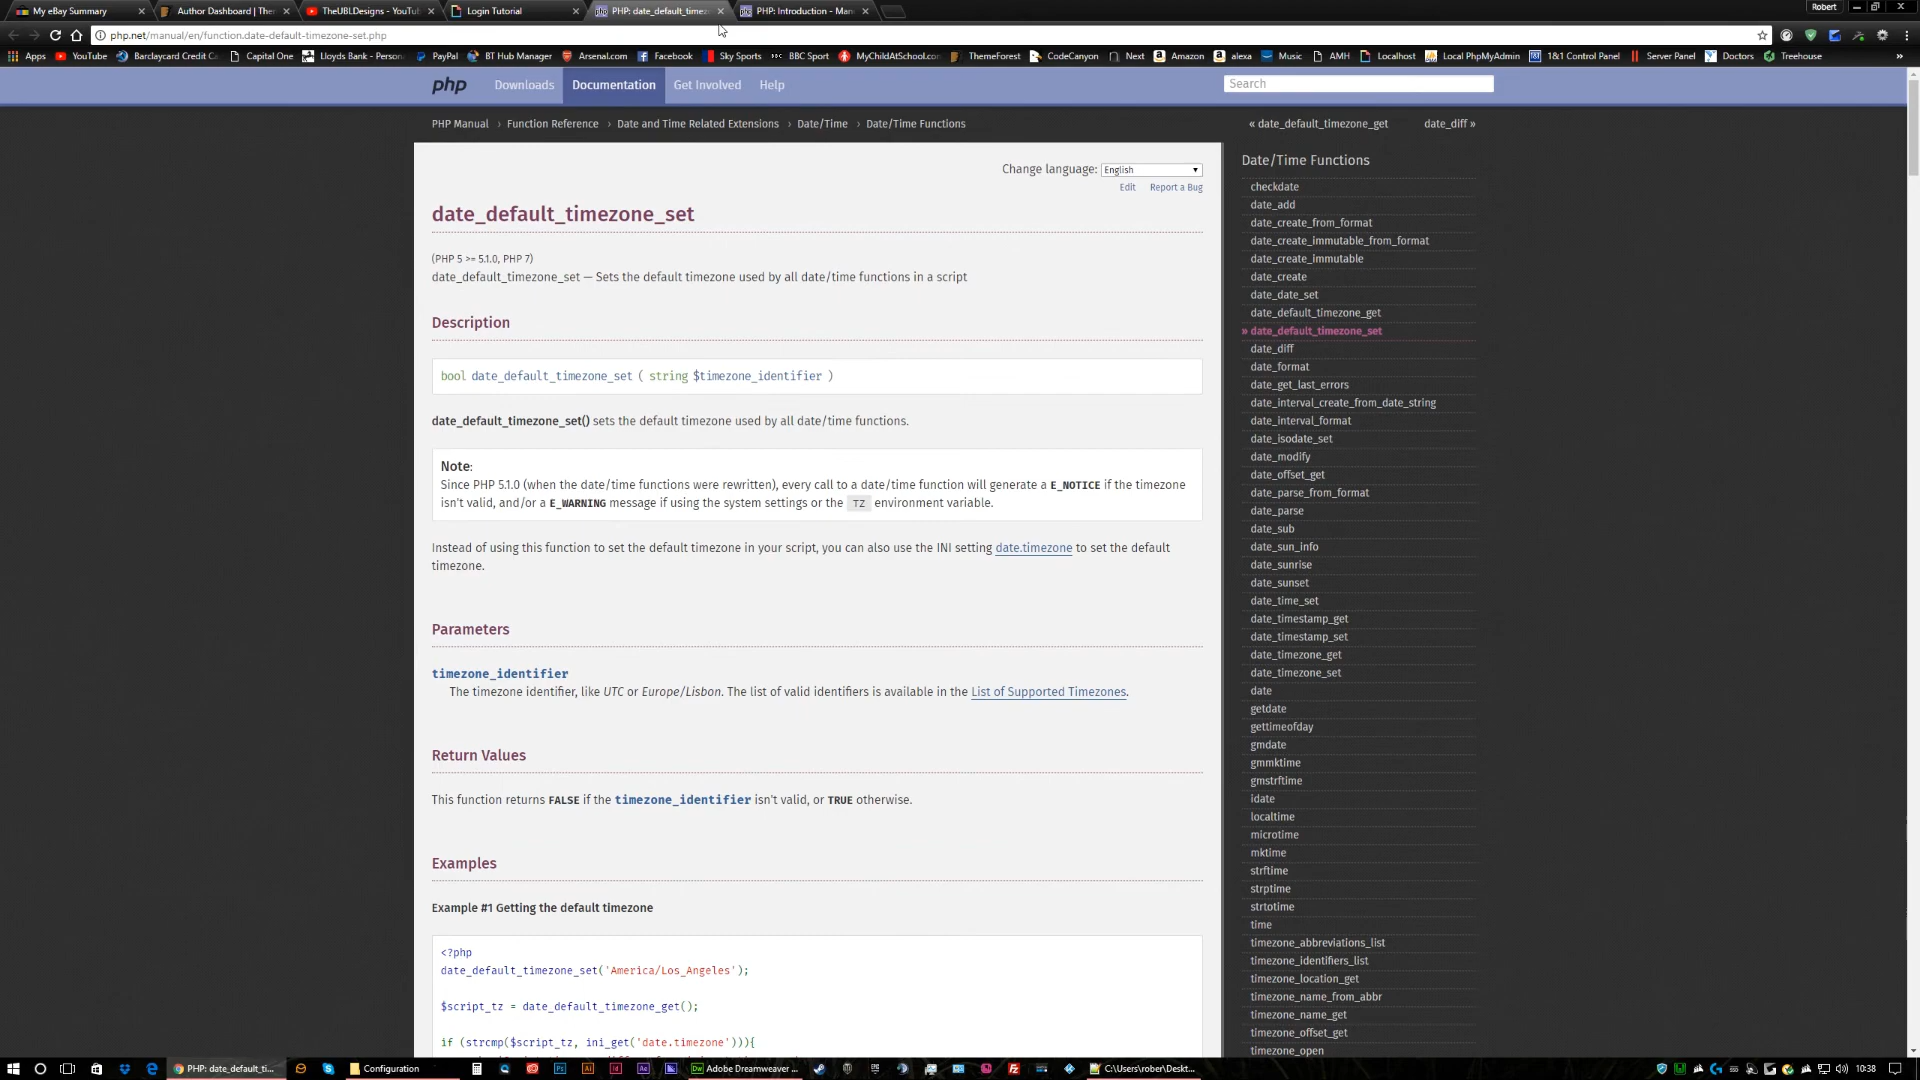 My eBay Summary
Author Dashboard | The
TheUBLDesigns - YouTu
Login Tutorial
PHP: date_default_timez
PHP: Introduction - Man
Robert
php.net/manual/en/function.date-default-timezone-set.php
Apps
YouTube
Barclaycard Credit Ca
Capital One
Lloyds Bank - Person
PayPal
BT Hub Manager
Arsenal.com
Facebook
Sky Sports
BBC Sport
MyChildAtSchool.co
ThemeForest
CodeCanyon
Next
Amazon
alexa
Music
AMH
Localhost
Local PhpMyAdmin
1&1 Control Panel
Server Panel
Doctors
Treehouse
»
php
Downloads
Documentation
Get Involved
Help
Search
PHP Manual › Function Reference › Date and Time Related Extensions › Date/Time › Date/Time Functions
« date_default_timezone_get
date_diff »
Change language: English
Edit Report a Bug
date_default_timezone_set
(PHP 5 >= 5.1.0, PHP 7)
date_default_timezone_set — Sets the default timezone used by all date/time functions in a script
Description
bool date_default_timezone_set ( string $timezone_identifier )
date_default_timezone_set() sets the default timezone used by all date/time functions.
Note:
Since PHP 5.1.0 (when the date/time functions were rewritten), every call to a date/time function will generate a E_NOTICE if the timezone
isn't valid, and/or a E_WARNING message if using the system settings or the TZ environment variable.
Instead of using this function to set the default timezone in your script, you can also use the INI setting date.timezone to set the default
timezone.
Parameters
timezone_identifier
The timezone identifier, like UTC or Europe/Lisbon. The list of valid identifiers is available in the List of Supported Timezones.
Return Values
This function returns FALSE if the timezone_identifier isn't valid, or TRUE otherwise.
Examples
Example #1 Getting the default timezone
<?php
date_default_timezone_set('America/Los_Angeles');
$script_tz = date_default_timezone_get();
if (strcmp($script_tz, ini_get('date.timezone'))){
Date/Time Functions
checkdate
date_add
date_create_from_format
date_create_immutable_from_format
date_create_immutable
date_create
date_date_set
date_default_timezone_get
» date_default_timezone_set
date_diff
date_format
date_get_last_errors
date_interval_create_from_date_string
date_interval_format
date_isodate_set
date_modify
date_offset_get
date_parse_from_format
date_parse
date_sub
date_sun_info
date_sunrise
date_sunset
date_time_set
date_timestamp_get
date_timestamp_set
date_timezone_get
date_timezone_set
date
getdate
gettimeofday
gmdate
gmmktime
gmstrftime
idate
localtime
microtime
mktime
strftime
strptime
strtotime
time
timezone_abbreviations_list
timezone_identifiers_list
timezone_location_get
timezone_name_from_abbr
timezone_name_get
timezone_offset_get
timezone_open
PHP: date_default_ti...
Configuration
Adobe Dreamweaver ...
C:\Users\rober\Deskt...
10:38